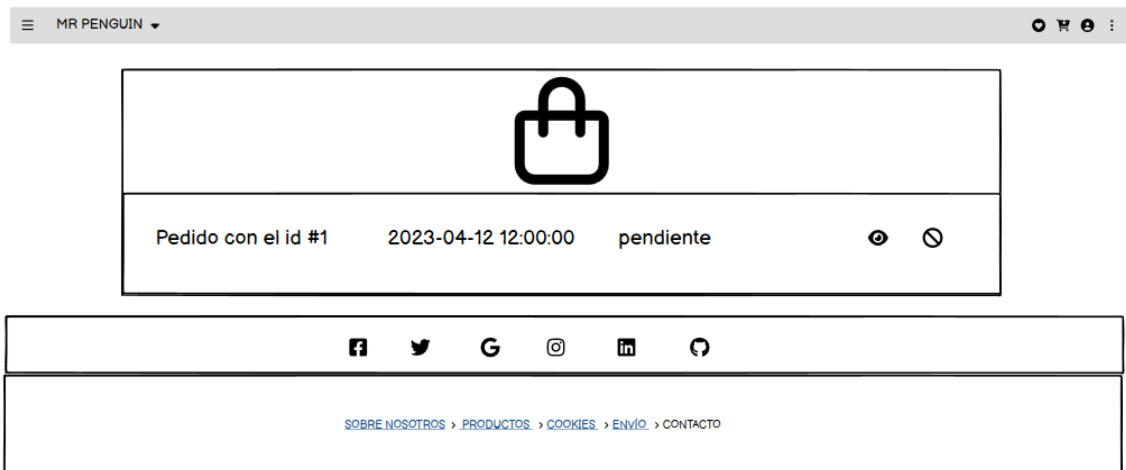 MR PENGUIN
Pedido con el id #1 2023-04-12 12:00:00 pendiente
SOBRE NOSOTROS > PRODUCTOS > COOKIES > ENVÍO > CONTACTO